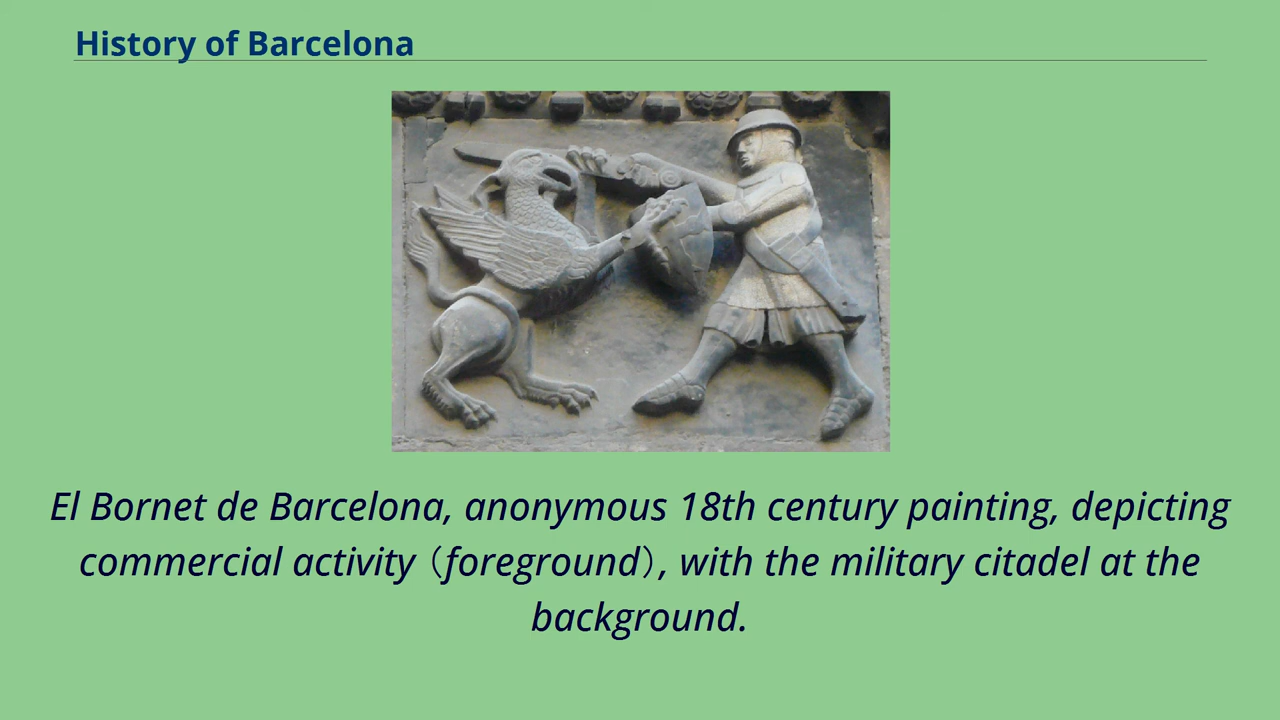 History of Barcelona
El Bornet de Barcelona, anonymous 18th century painting, depicting
commercial activity（foreground）, with the military citadel at the
background.